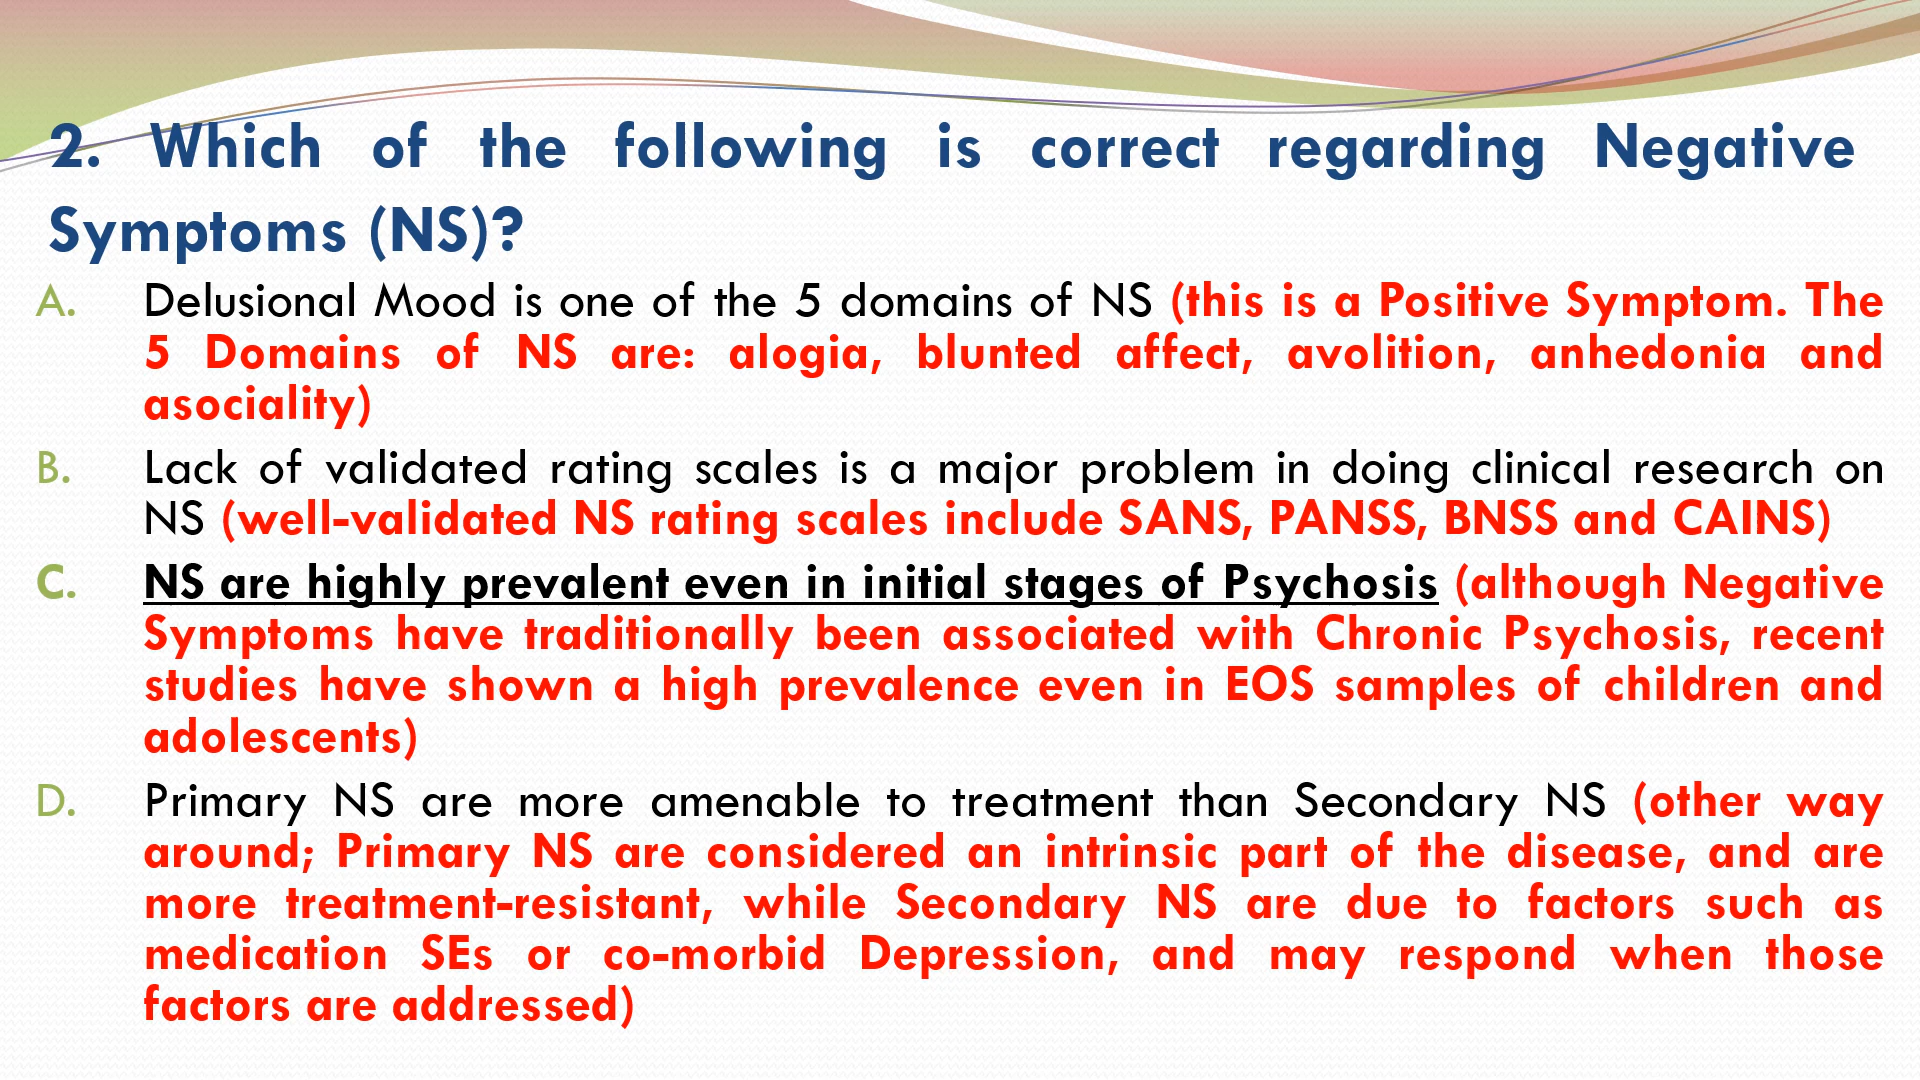 2. Which of the following is correct regarding Negative
Symptoms (NS)?
A. Delusional Mood is one of the 5 domains of NS (this is a Positive Symptom. The
5 Domains of NS are: alogia, blunted affect, avolition, anhedonia and
asociality)
B. Lack of validated rating scales is a major problem in doing clinical research on
NS (well-validated NS rating scales include SANS, PANSS, BNSS and CAINS)
C. NS are highly prevalent even in initial stages of Psychosis (although Negative
Symptoms have traditionally been associated with Chronic Psychosis, recent
studies have shown a high prevalence even in EOS samples of children and
adolescents)
D. Primary NS are more amenable to treatment than Secondary NS (other way
around; Primary NS are considered an intrinsic part of the disease, and are
more treatment-resistant, while Secondary NS are due to factors such as
medication SEs or co-morbid Depression, and may respond when those
factors are addressed)